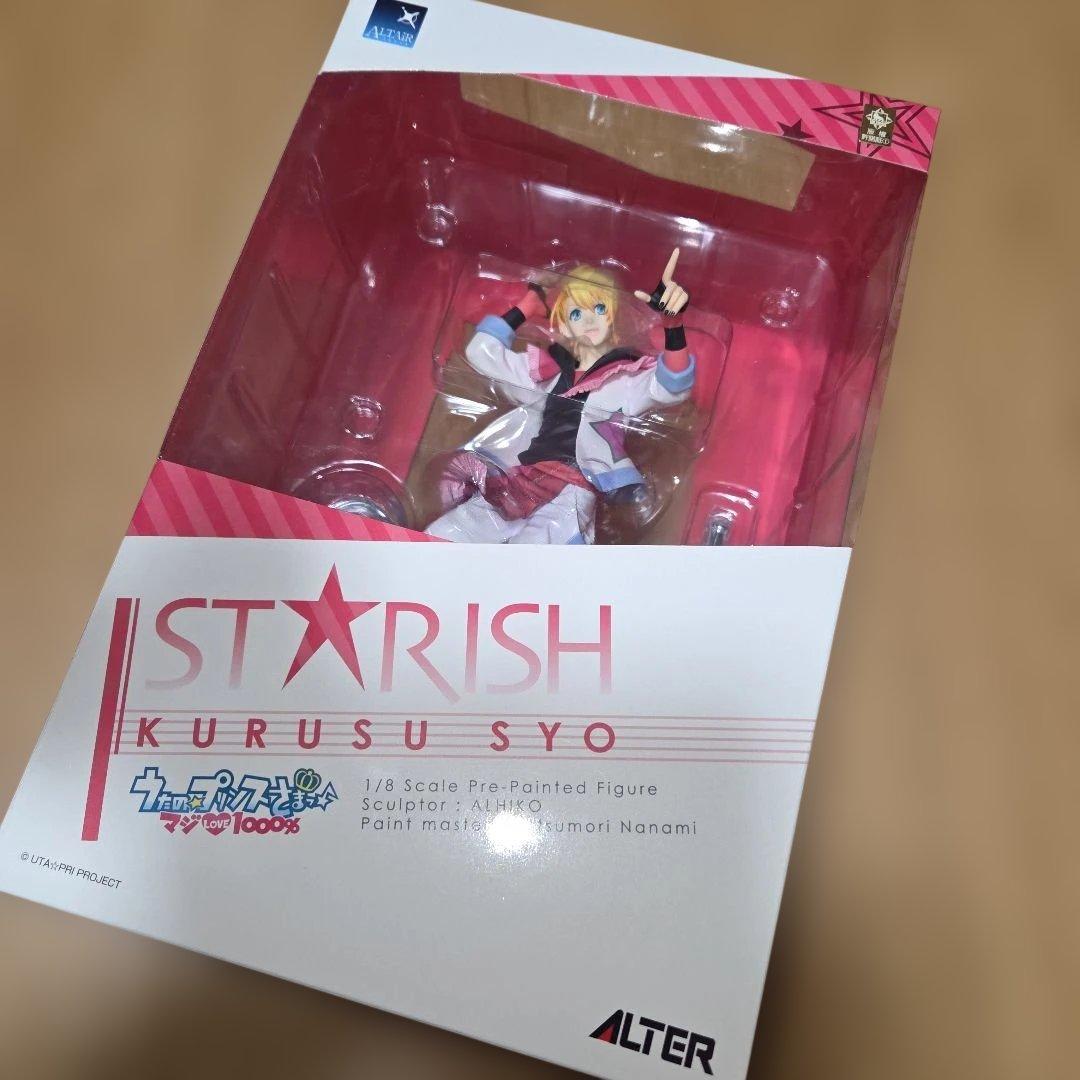 ALTAIR
STARISH
KURUSU SYO
うたの☆プリンスさまっ♪
マジLOVE1000%
1/8 Scale Pre-Painted Figure
Sculptor : ALHIKO
Paint maste sumori Nanami
© UTA☆PRI PROJECT
ALTER